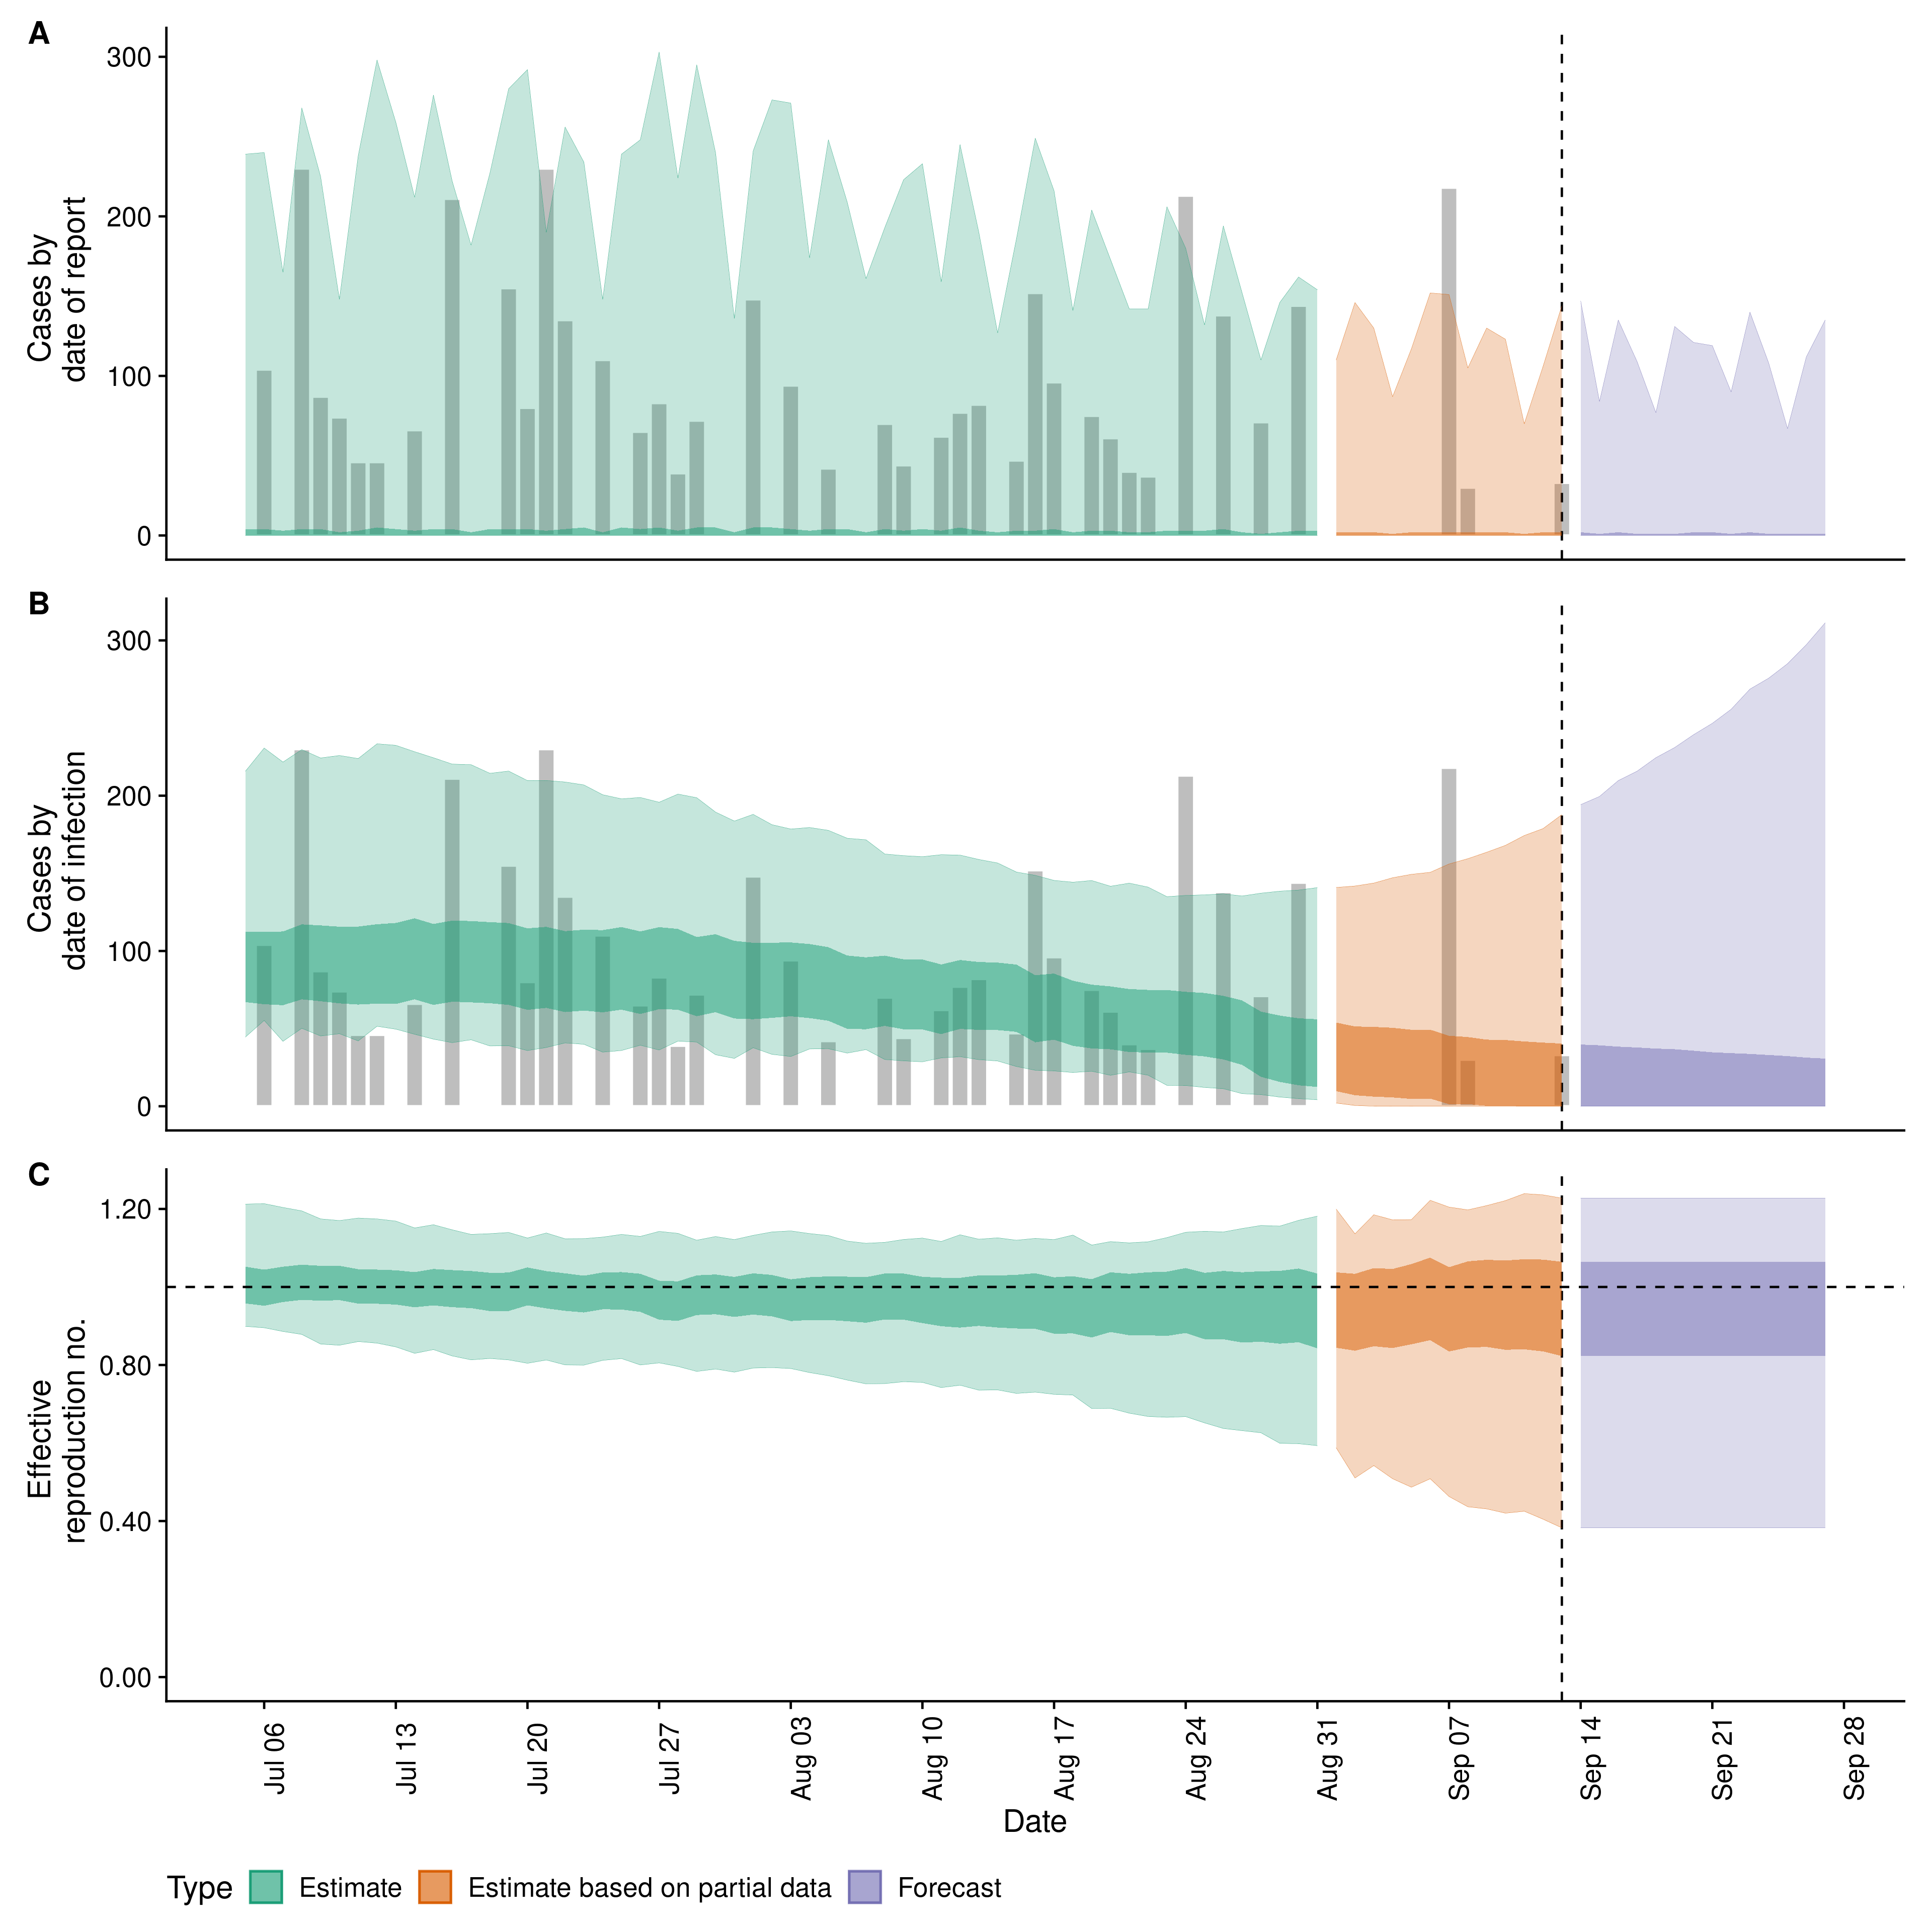 A
Cases by
date of report
300
200
100
0
B
Cases by
date of infection
300
200
100
0
C
Effective
reproduction no.
1.20
0.80
0.40
0.00
Jul 06
Jul 13
Jul 20
Jul 27
Aug 03
Aug 10
Aug 17
Aug 24
Aug 31
Sep 07
Sep 14
Sep 21
Sep 28
Date
Type Estimate Estimate based on partial data Forecast